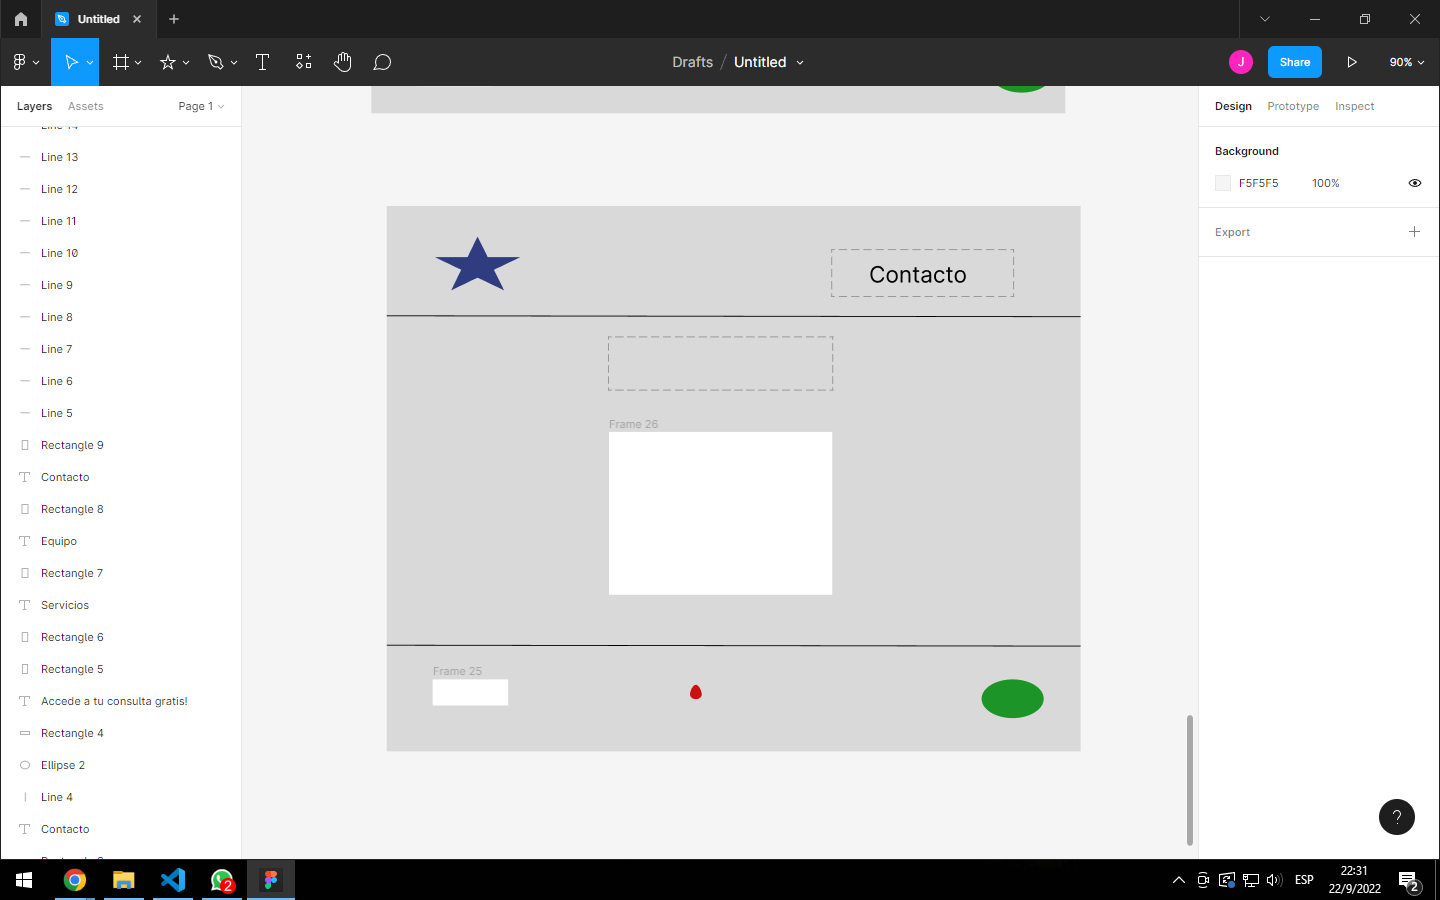 Untitled
Drafts / Untitled
J
Share
90%
Layers
Assets
Page 1
Line 14
Line 13
Line 12
Line 11
Line 10
Line 9
Line 8
Line 7
Line 6
Line 5
Rectangle 9
Contacto
Rectangle 8
Equipo
Rectangle 7
Servicios
Rectangle 6
Rectangle 5
Accede a tu consulta gratis!
Rectangle 4
Ellipse 2
Line 4
Contacto
Contacto
Frame 26
Frame 25
Design
Prototype
Inspect
Background
F5F5F5
100%
Export
?
2
ESP
22:31
22/9/2022
2